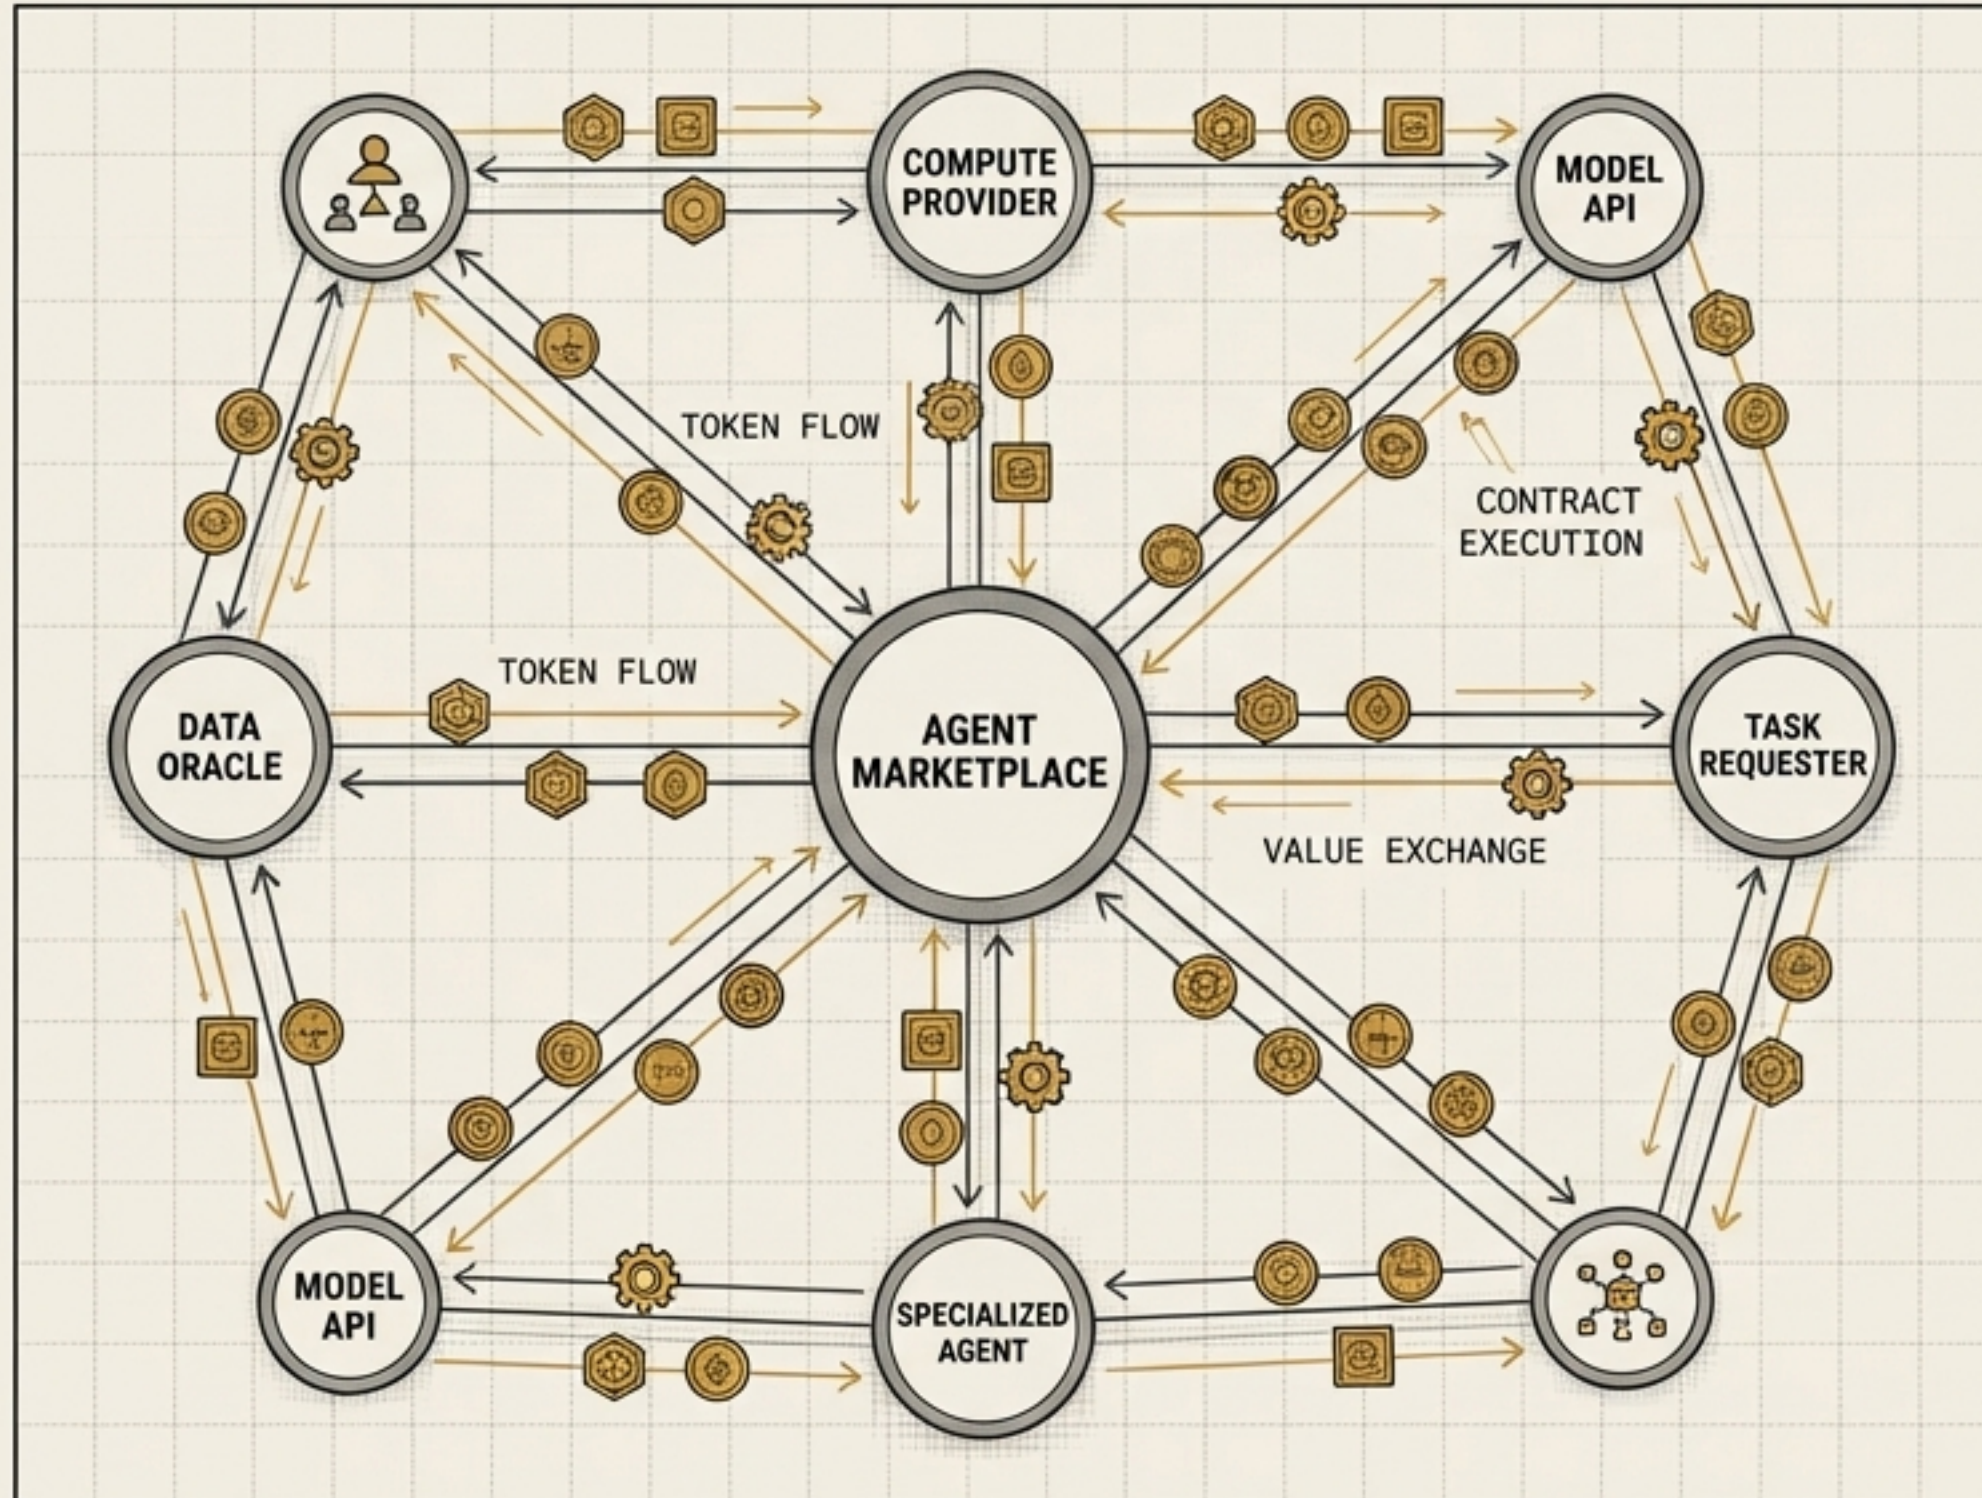 COMPUTE
PROVIDER
MODEL
API
TOKEN FLOW
CONTRACT
EXECUTION
TOKEN FLOW
DATA
ORACLE
AGENT
MARKETPLACE
TASK
REQUESTER
VALUE EXCHANGE
MODEL
API
SPECIALIZED
AGENT